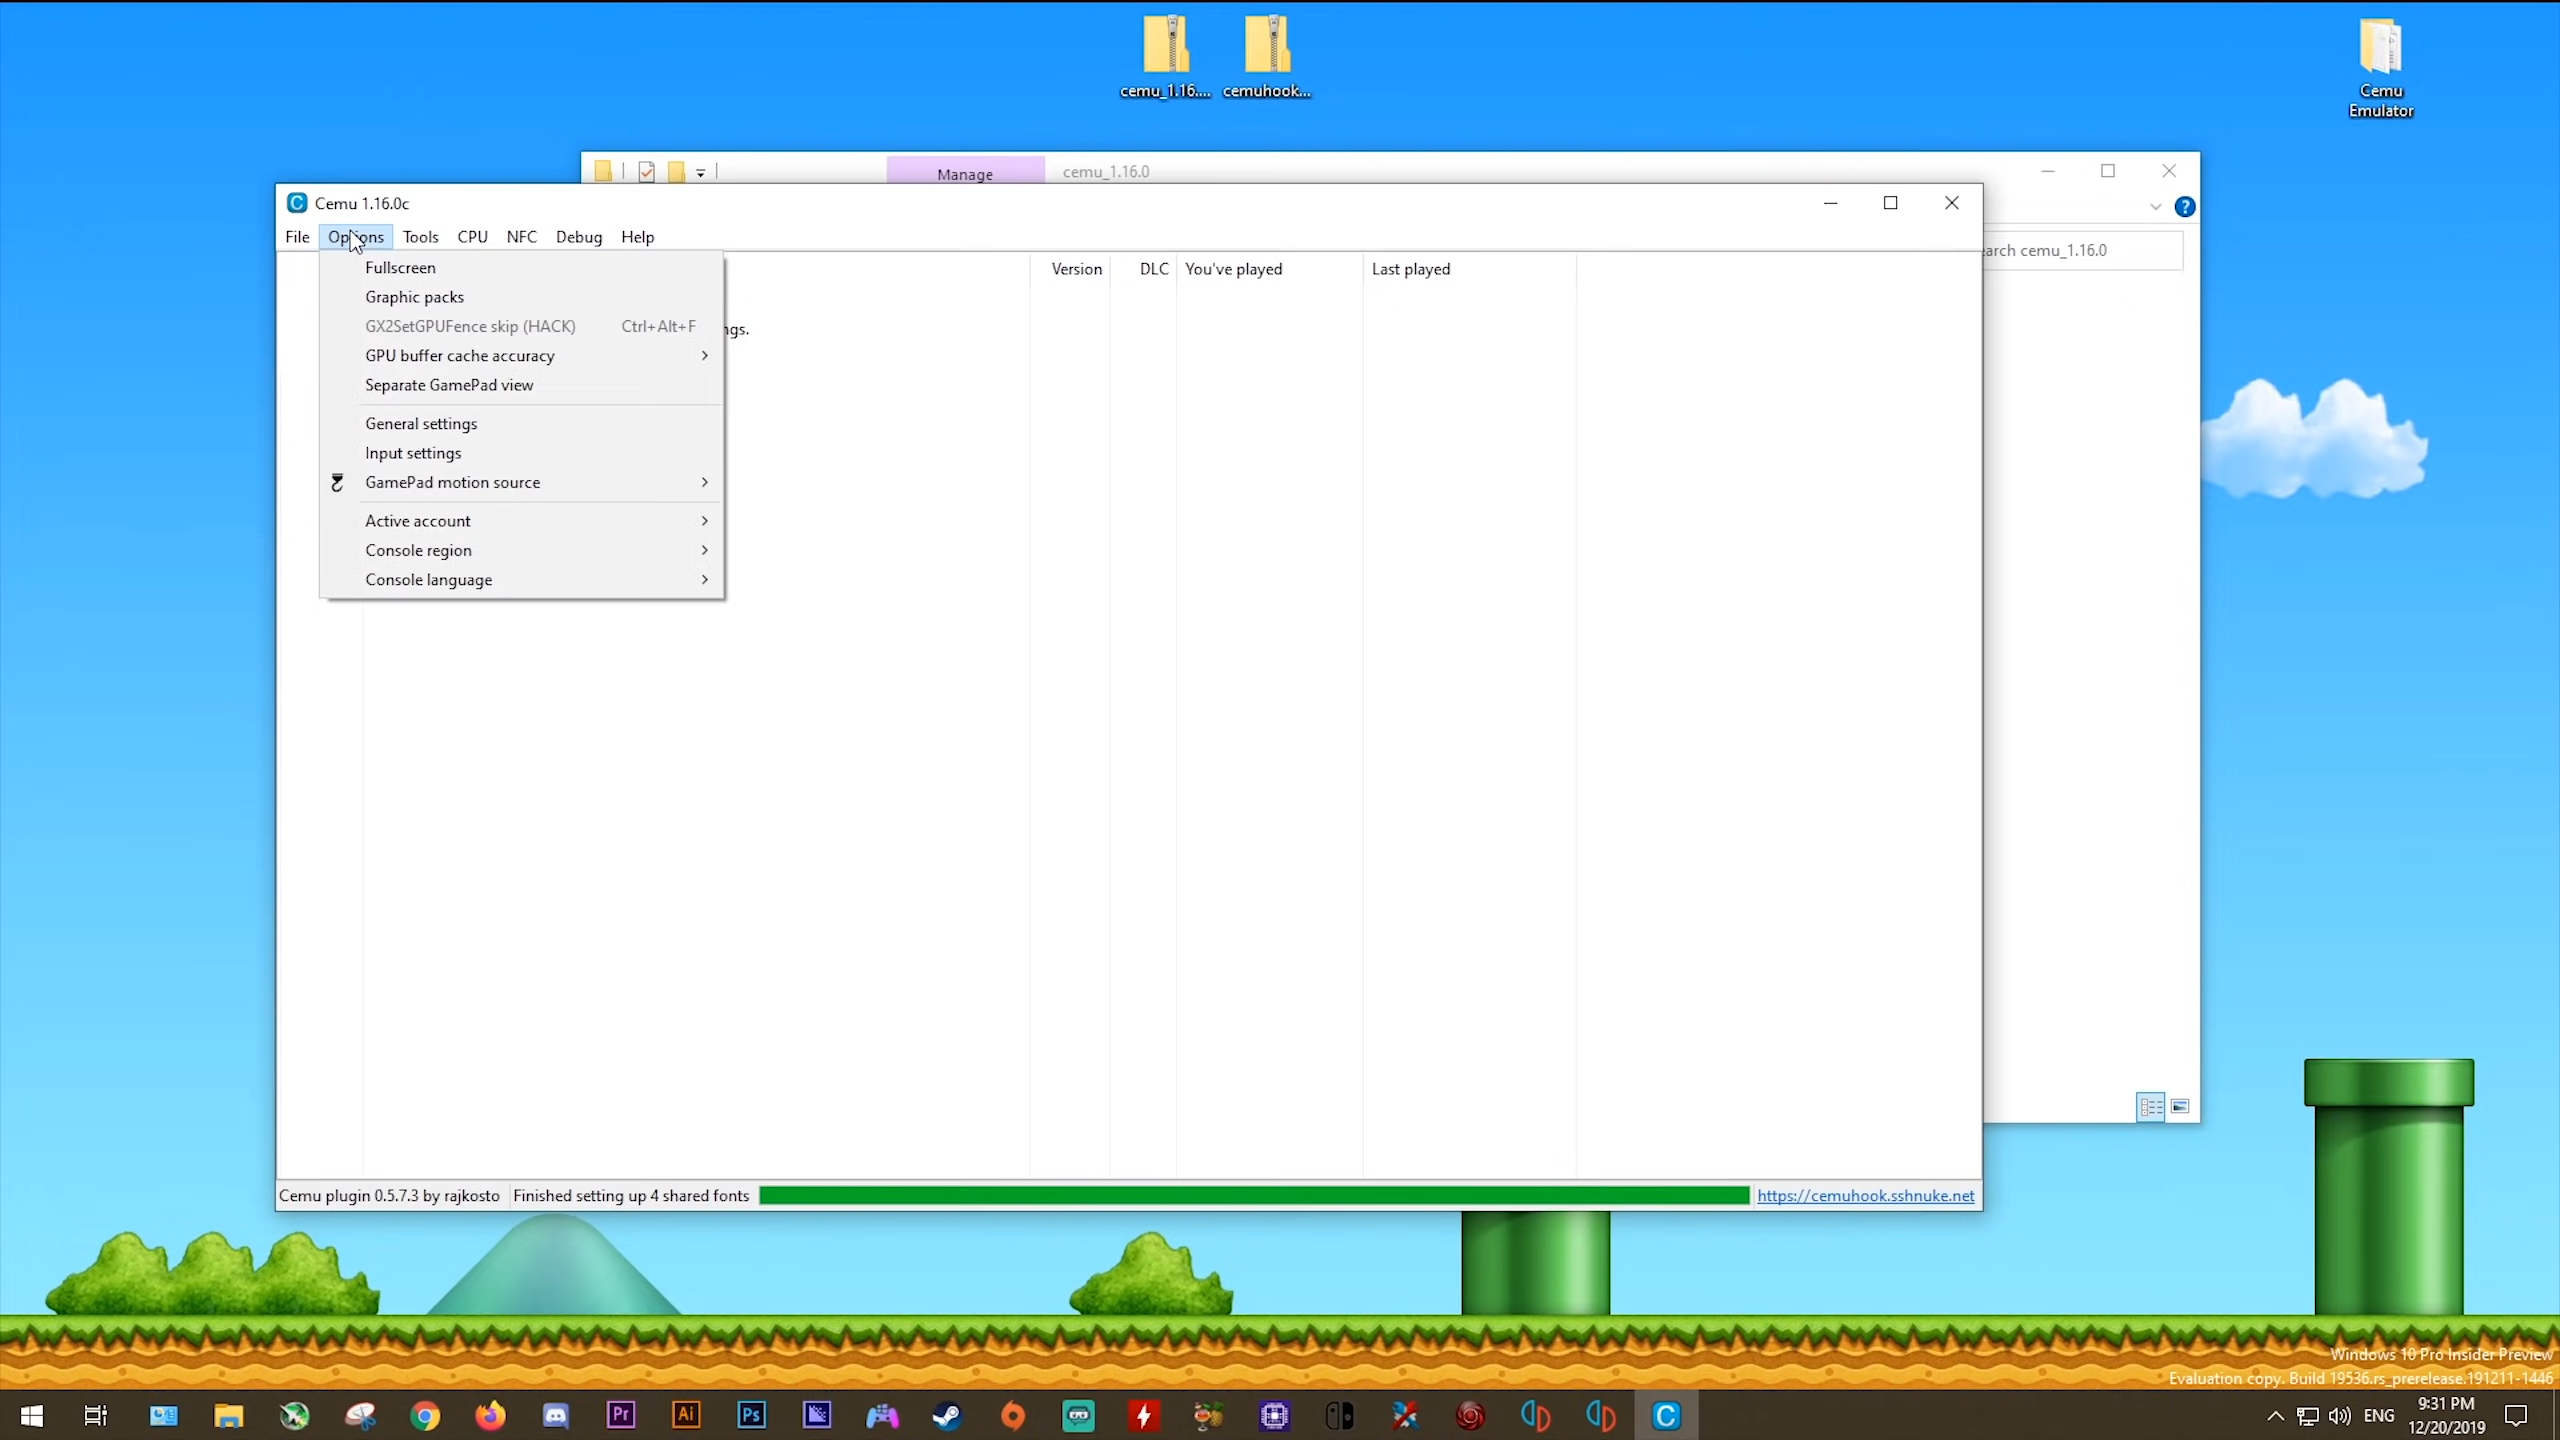 cemu_1.16....
cemuhook...
Cemu
Emulator
Manage
cemu_1.16.0
Cemu 1.16.0c
File
Options
Tools
CPU
NFC
Debug
Help
arch cemu_1.16.0
Version
DLC
You've played
Last played
Fullscreen
Graphic packs
GX2SetGPUFence skip (HACK) Ctrl+Alt+F
ngs.
GPU buffer cache accuracy
Separate GamePad view
General settings
Input settings
GamePad motion source
Active account
Console region
Console language
Cemu plugin 0.5.7.3 by rajkosto
Finished setting up 4 shared fonts
https://cemuhook.sshnuke.net
Windows 10 Pro Insider Preview
Evaluation copy. Build 19536.rs_prerelease.191211-1446
Pr
Ai
Ps
ENG
9:31 PM
12/20/2019